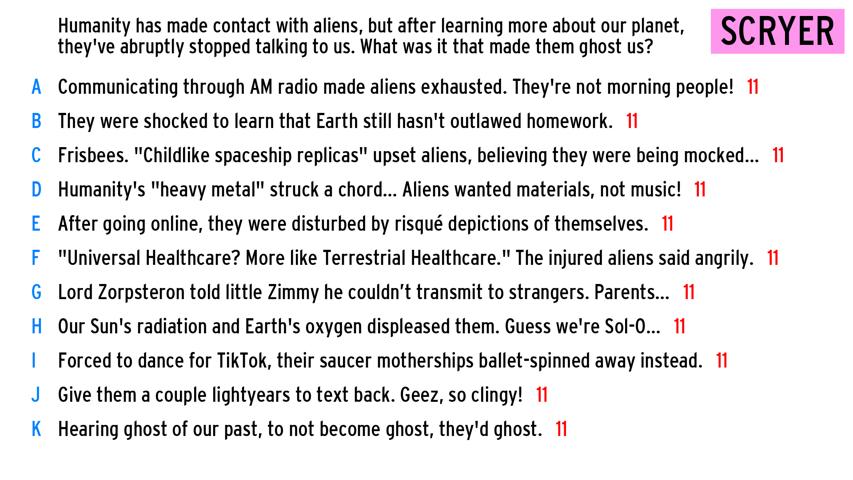 Humanity has made contact with aliens, but after learning more about our planet,
they've abruptly stopped talking to us. What was it that made them ghost us?
SCRYER
A Communicating through AM radio made aliens exhausted. They're not morning people! 11
B They were shocked to learn that Earth still hasn't outlawed homework. 11
C Frisbees. "Childlike spaceship replicas" upset aliens, believing they were being mocked... 11
D Humanity's "heavy metal" struck a chord... Aliens wanted materials, not music! 11
E After going online, they were disturbed by risqué depictions of themselves. 11
F "Universal Healthcare? More like Terrestrial Healthcare." The injured aliens said angrily. 11
G Lord Zorpsteron told little Zimmy he couldn’t transmit to strangers. Parents... 11
H Our Sun's radiation and Earth's oxygen displeased them. Guess we're Sol-O... 11
I Forced to dance for TikTok, their saucer motherships ballet-spinned away instead. 11
J Give them a couple lightyears to text back. Geez, so clingy! 11
K Hearing ghost of our past, to not become ghost, they'd ghost. 11